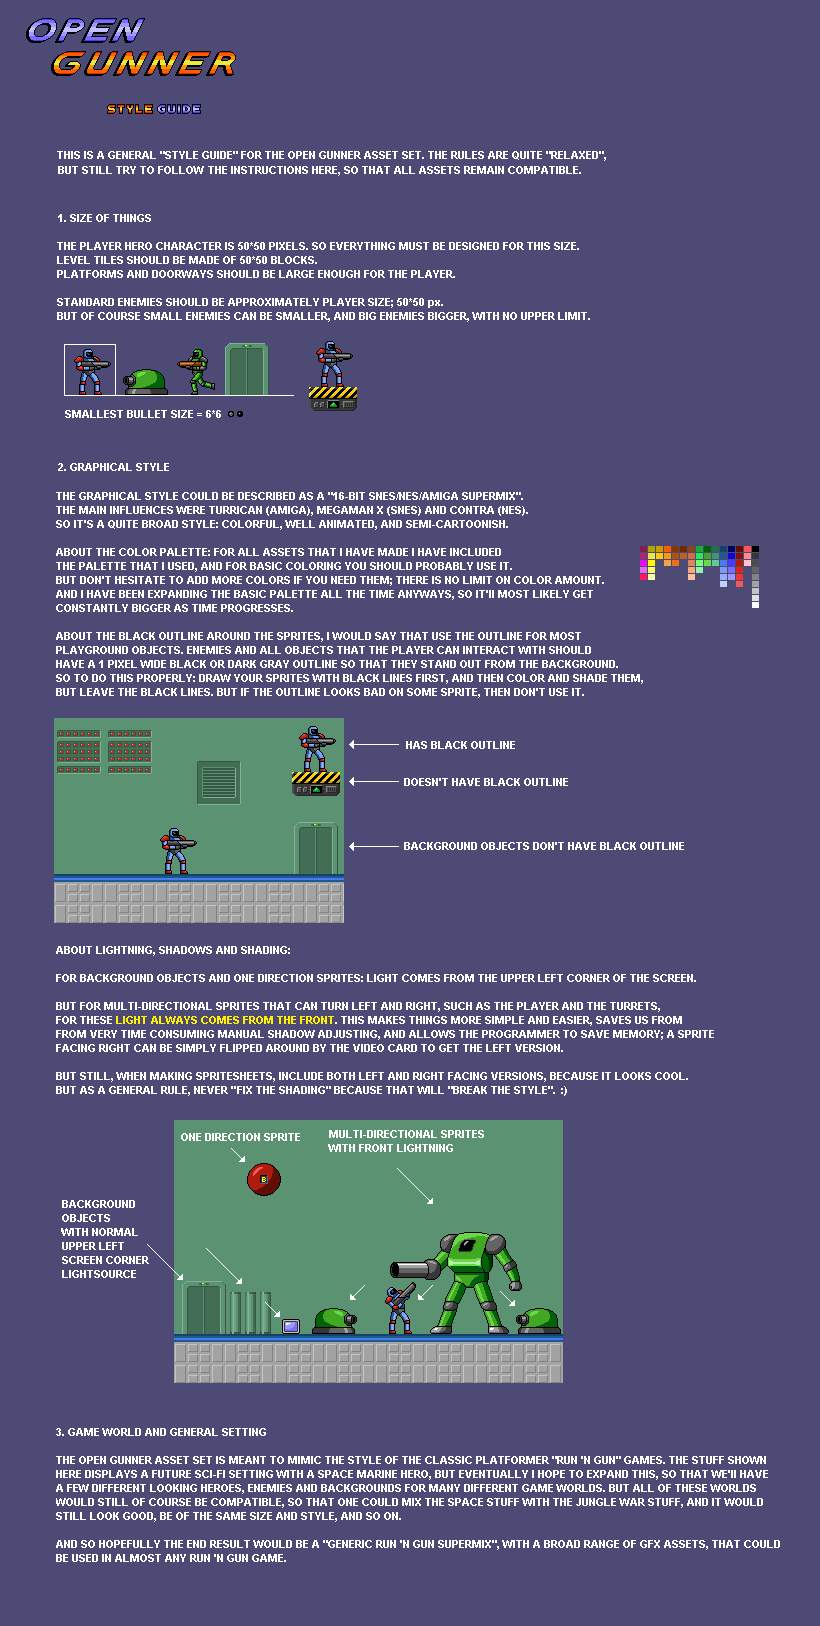 OPEN
GUNNER
STYLE GUIDE
THIS IS A GENERAL "STYLE GUIDE" FOR THE OPEN GUNNER ASSET SET. THE RULES ARE QUITE "RELAXED",
BUT STILL TRY TO FOLLOW THE INSTRUCTIONS HERE, SO THAT ALL ASSETS REMAIN COMPATIBLE.
1. SIZE OF THINGS
THE PLAYER HERO CHARACTER IS 50*50 PIXELS. SO EVERYTHING MUST BE DESIGNED FOR THIS SIZE.
LEVEL TILES SHOULD BE MADE OF 50*50 BLOCKS.
PLATFORMS AND DOORWAYS SHOULD BE LARGE ENOUGH FOR THE PLAYER.
STANDARD ENEMIES SHOULD BE APPROXIMATELY PLAYER SIZE; 50*50 px.
BUT OF COURSE SMALL ENEMIES CAN BE SMALLER, AND BIG ENEMIES BIGGER, WITH NO UPPER LIMIT.
SMALLEST BULLET SIZE = 6*6
2. GRAPHICAL STYLE
THE GRAPHICAL STYLE COULD BE DESCRIBED AS A "16-BIT SNES/NES/AMIGA SUPERMIX".
THE MAIN INFLUENCES WERE TURRICAN (AMIGA), MEGAMAN X (SNES) AND CONTRA (NES).
SO IT'S A QUITE BROAD STYLE: COLORFUL, WELL ANIMATED, AND SEMI-CARTOONISH.
ABOUT THE COLOR PALETTE: FOR ALL ASSETS THAT I HAVE MADE I HAVE INCLUDED
THE PALETTE THAT I USED, AND FOR BASIC COLORING YOU SHOULD PROBABLY USE IT.
BUT DON'T HESITATE TO ADD MORE COLORS IF YOU NEED THEM; THERE IS NO LIMIT ON COLOR AMOUNT.
AND I HAVE BEEN EXPANDING THE BASIC PALETTE ALL THE TIME ANYWAYS, SO IT'LL MOST LIKELY GET
CONSTANTLY BIGGER AS TIME PROGRESSES.
ABOUT THE BLACK OUTLINE AROUND THE SPRITES, I WOULD SAY THAT USE THE OUTLINE FOR MOST
PLAYGROUND OBJECTS. ENEMIES AND ALL OBJECTS THAT THE PLAYER CAN INTERACT WITH SHOULD
HAVE A 1 PIXEL WIDE BLACK OR DARK GRAY OUTLINE SO THAT THEY STAND OUT FROM THE BACKGROUND.
SO TO DO THIS PROPERLY: DRAW YOUR SPRITES WITH BLACK LINES FIRST, AND THEN COLOR AND SHADE THEM,
BUT LEAVE THE BLACK LINES. BUT IF THE OUTLINE LOOKS BAD ON SOME SPRITE, THEN DON'T USE IT.
HAS BLACK OUTLINE
DOESN'T HAVE BLACK OUTLINE
BACKGROUND OBJECTS DON'T HAVE BLACK OUTLINE
ABOUT LIGHTNING, SHADOWS AND SHADING:
FOR BACKGROUND OBJECTS AND ONE DIRECTION SPRITES: LIGHT COMES FROM THE UPPER LEFT CORNER OF THE SCREEN.
BUT FOR MULTI-DIRECTIONAL SPRITES THAT CAN TURN LEFT AND RIGHT, SUCH AS THE PLAYER AND THE TURRETS,
FOR THESE LIGHT ALWAYS COMES FROM THE FRONT. THIS MAKES THINGS MORE SIMPLE AND EASIER, SAVES US FROM
FROM VERY TIME CONSUMING MANUAL SHADOW ADJUSTING, AND ALLOWS THE PROGRAMMER TO SAVE MEMORY; A SPRITE
FACING RIGHT CAN BE SIMPLY FLIPPED AROUND BY THE VIDEO CARD TO GET THE LEFT VERSION.
BUT STILL, WHEN MAKING SPRITESHEETS, INCLUDE BOTH LEFT AND RIGHT FACING VERSIONS, BECAUSE IT LOOKS COOL.
BUT AS A GENERAL RULE, NEVER "FIX THE SHADING" BECAUSE THAT WILL "BREAK THE STYLE". :)
ONE DIRECTION SPRITE
MULTI-DIRECTIONAL SPRITES
WITH FRONT LIGHTNING
B
BACKGROUND
OBJECTS
WITH NORMAL
UPPER LEFT
SCREEN CORNER
LIGHTSOURCE
3. GAME WORLD AND GENERAL SETTING
THE OPEN GUNNER ASSET SET IS MEANT TO MIMIC THE STYLE OF THE CLASSIC PLATFORMER "RUN 'N GUN" GAMES. THE STUFF SHOWN
HERE DISPLAYS A FUTURE SCI-FI SETTING WITH A SPACE MARINE HERO, BUT EVENTUALLY I HOPE TO EXPAND THIS, SO THAT WE'LL HAVE
A FEW DIFFERENT LOOKING HEROES, ENEMIES AND BACKGROUNDS FOR MANY DIFFERENT GAME WORLDS. BUT ALL OF THESE WORLDS
WOULD STILL OF COURSE BE COMPATIBLE, SO THAT ONE COULD MIX THE SPACE STUFF WITH THE JUNGLE WAR STUFF, AND IT WOULD
STILL LOOK GOOD, BE OF THE SAME SIZE AND STYLE, AND SO ON.
AND SO HOPEFULLY THE END RESULT WOULD BE A "GENERIC RUN 'N GUN SUPERMIX", WITH A BROAD RANGE OF GFX ASSETS, THAT COULD
BE USED IN ALMOST ANY RUN 'N GUN GAME.